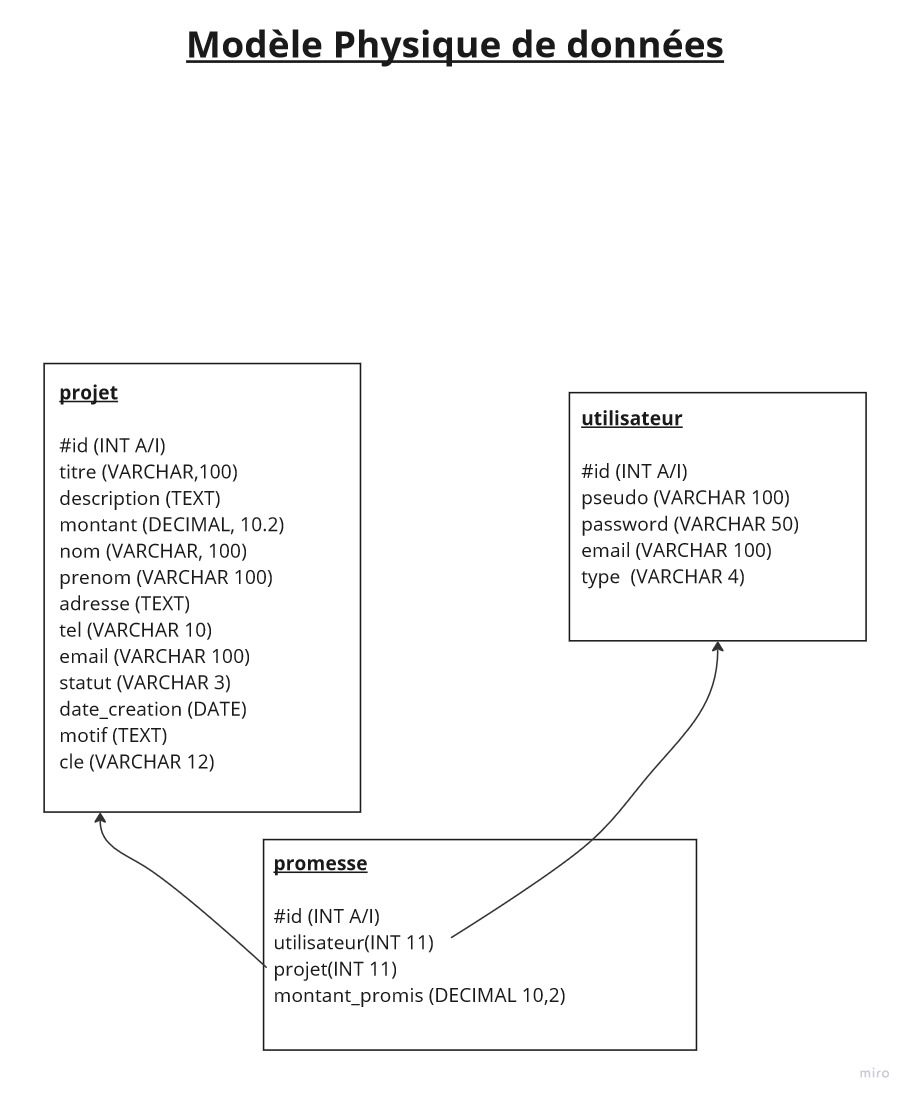 Modèle Physique de données
projet
#id (INT A/I)
titre (VARCHAR,100)
description (TEXT)
montant (DECIMAL, 10.2)
nom (VARCHAR, 100)
prenom (VARCHAR 100)
adresse (TEXT)
tel (VARCHAR 10)
email (VARCHAR 100)
statut (VARCHAR 3)
date_creation (DATE)
motif (TEXT)
cle (VARCHAR 12)
utilisateur
#id (INT A/I)
pseudo (VARCHAR 100)
password (VARCHAR 50)
email (VARCHAR 100)
type  (VARCHAR 4)
promesse
#id (INT A/I)
utilisateur(INT 11)
projet(INT 11)
montant_promis (DECIMAL 10,2)
miro